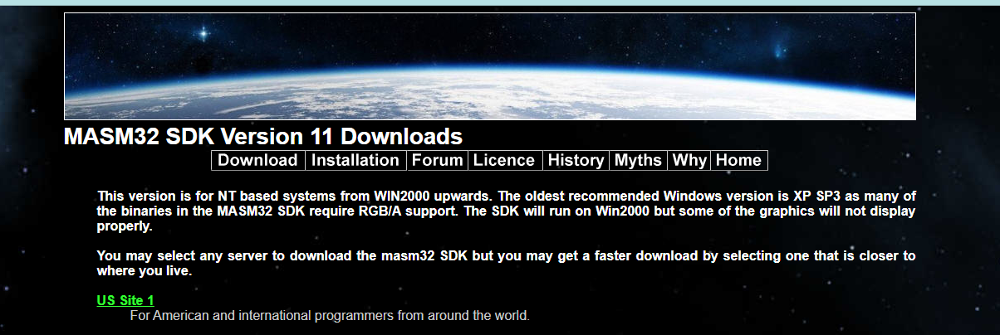 MASM32 SDK Version 11 Downloads
Download Installation Forum Licence History Myths Why Home
This version is for NT based systems from WIN2000 upwards. The oldest recommended Windows version is XP SP3 as many of
the binaries in the MASM32 SDK require RGB/A support. The SDK will run on Win2000 but some of the graphics will not display
properly.
You may select any server to download the masm32 SDK but you may get a faster download by selecting one that is closer to
where you live.
US Site 1
For American and international programmers from around the world.